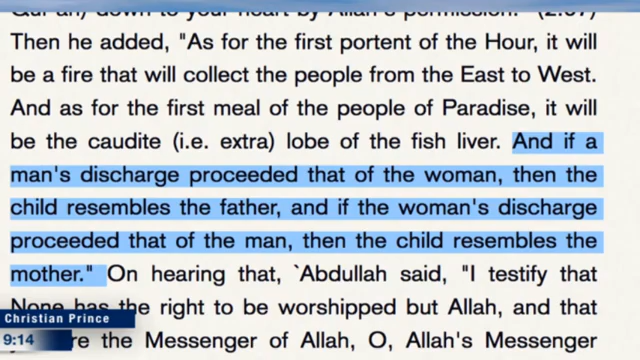 Qur'an) down to your heart by Allah's permission." (2.97)
Then he added, "As for the first portent of the Hour, it will
be a fire that will collect the people from the East to West.
And as for the first meal of the people of Paradise, it will
be the caudite (i.e. extra) lobe of the fish liver. And if a
man's discharge proceeded that of the woman, then the
child resembles the father, and if the woman's discharge
proceeded that of the man, then the child resembles the
mother." On hearing that, `Abdullah said, "I testify that
None has the right to be worshipped but Allah, and that
the Messenger of Allah, O, Allah's Messenger
Christian Prince
9:14